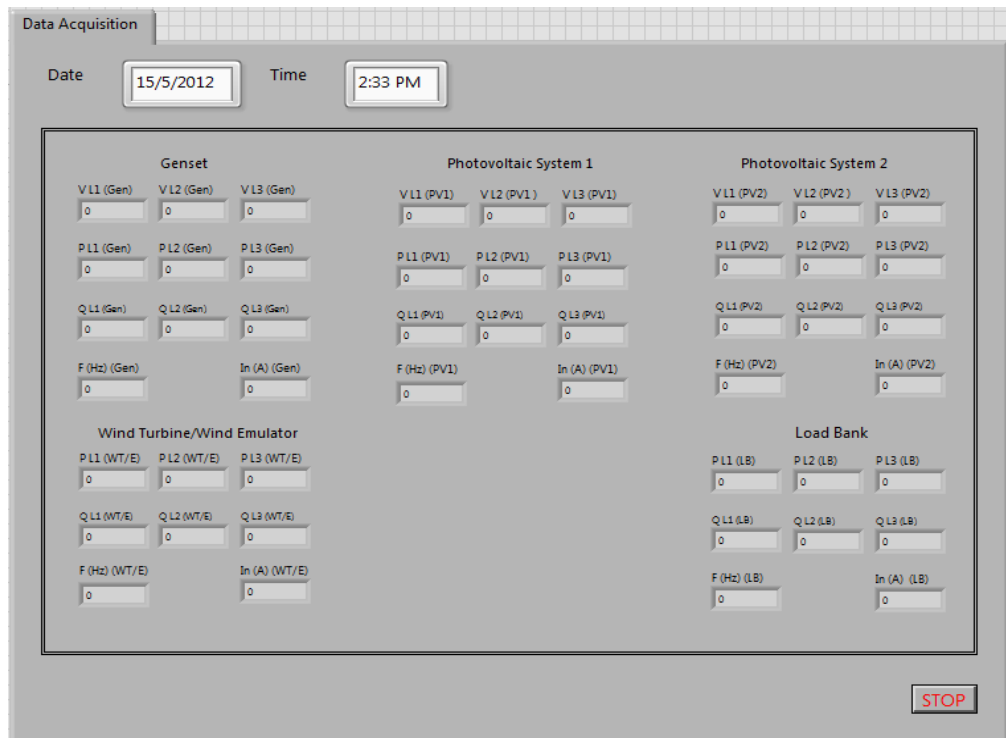 Data Acquisition
Date 15/5/2012 Time 2:33 PM
Genset
V L1 (Gen) V L2 (Gen) V L3 (Gen)
0 0 0
P L1 (Gen) P L2 (Gen) P L3 (Gen)
0 0 0
Q L1 (Gen) Q L2 (Gen) Q L3 (Gen)
0 0 0
F (Hz) (Gen) In (A) (Gen)
0 0
Photovoltaic System 1
V L1 (PV1) V L2 (PV1 ) V L3 (PV1)
0 0 0
P L1 (PV1) P L2 (PV1) P L3 (PV1)
0 0 0
Q L1 (PV1) Q L2 (PV1) Q L3 (PV1)
0 0 0
F (Hz) (PV1) In (A) (PV1)
0 0
Photovoltaic System 2
V L1 (PV2) V L2 (PV2 ) V L3 (PV2)
0 0 0
P L1 (PV2) P L2 (PV2) P L3 (PV2)
0 0 0
Q L1 (PV2) Q L2 (PV2) Q L3 (PV2)
0 0 0
F (Hz) (PV2) In (A) (PV2)
0 0
Wind Turbine/Wind Emulator
P L1 (WT/E) P L2 (WT/E) P L3 (WT/E)
0 0 0
Q L1 (WT/E) Q L2 (WT/E) Q L3 (WT/E)
0 0 0
F (Hz) (WT/E) In (A) (WT/E)
0 0
Load Bank
P L1 (LB) P L2 (LB) P L3 (LB)
0 0 0
Q L1 (LB) Q L2 (LB) Q L3 (LB)
0 0 0
F (Hz) (LB) In (A) (LB)
0 0
STOP